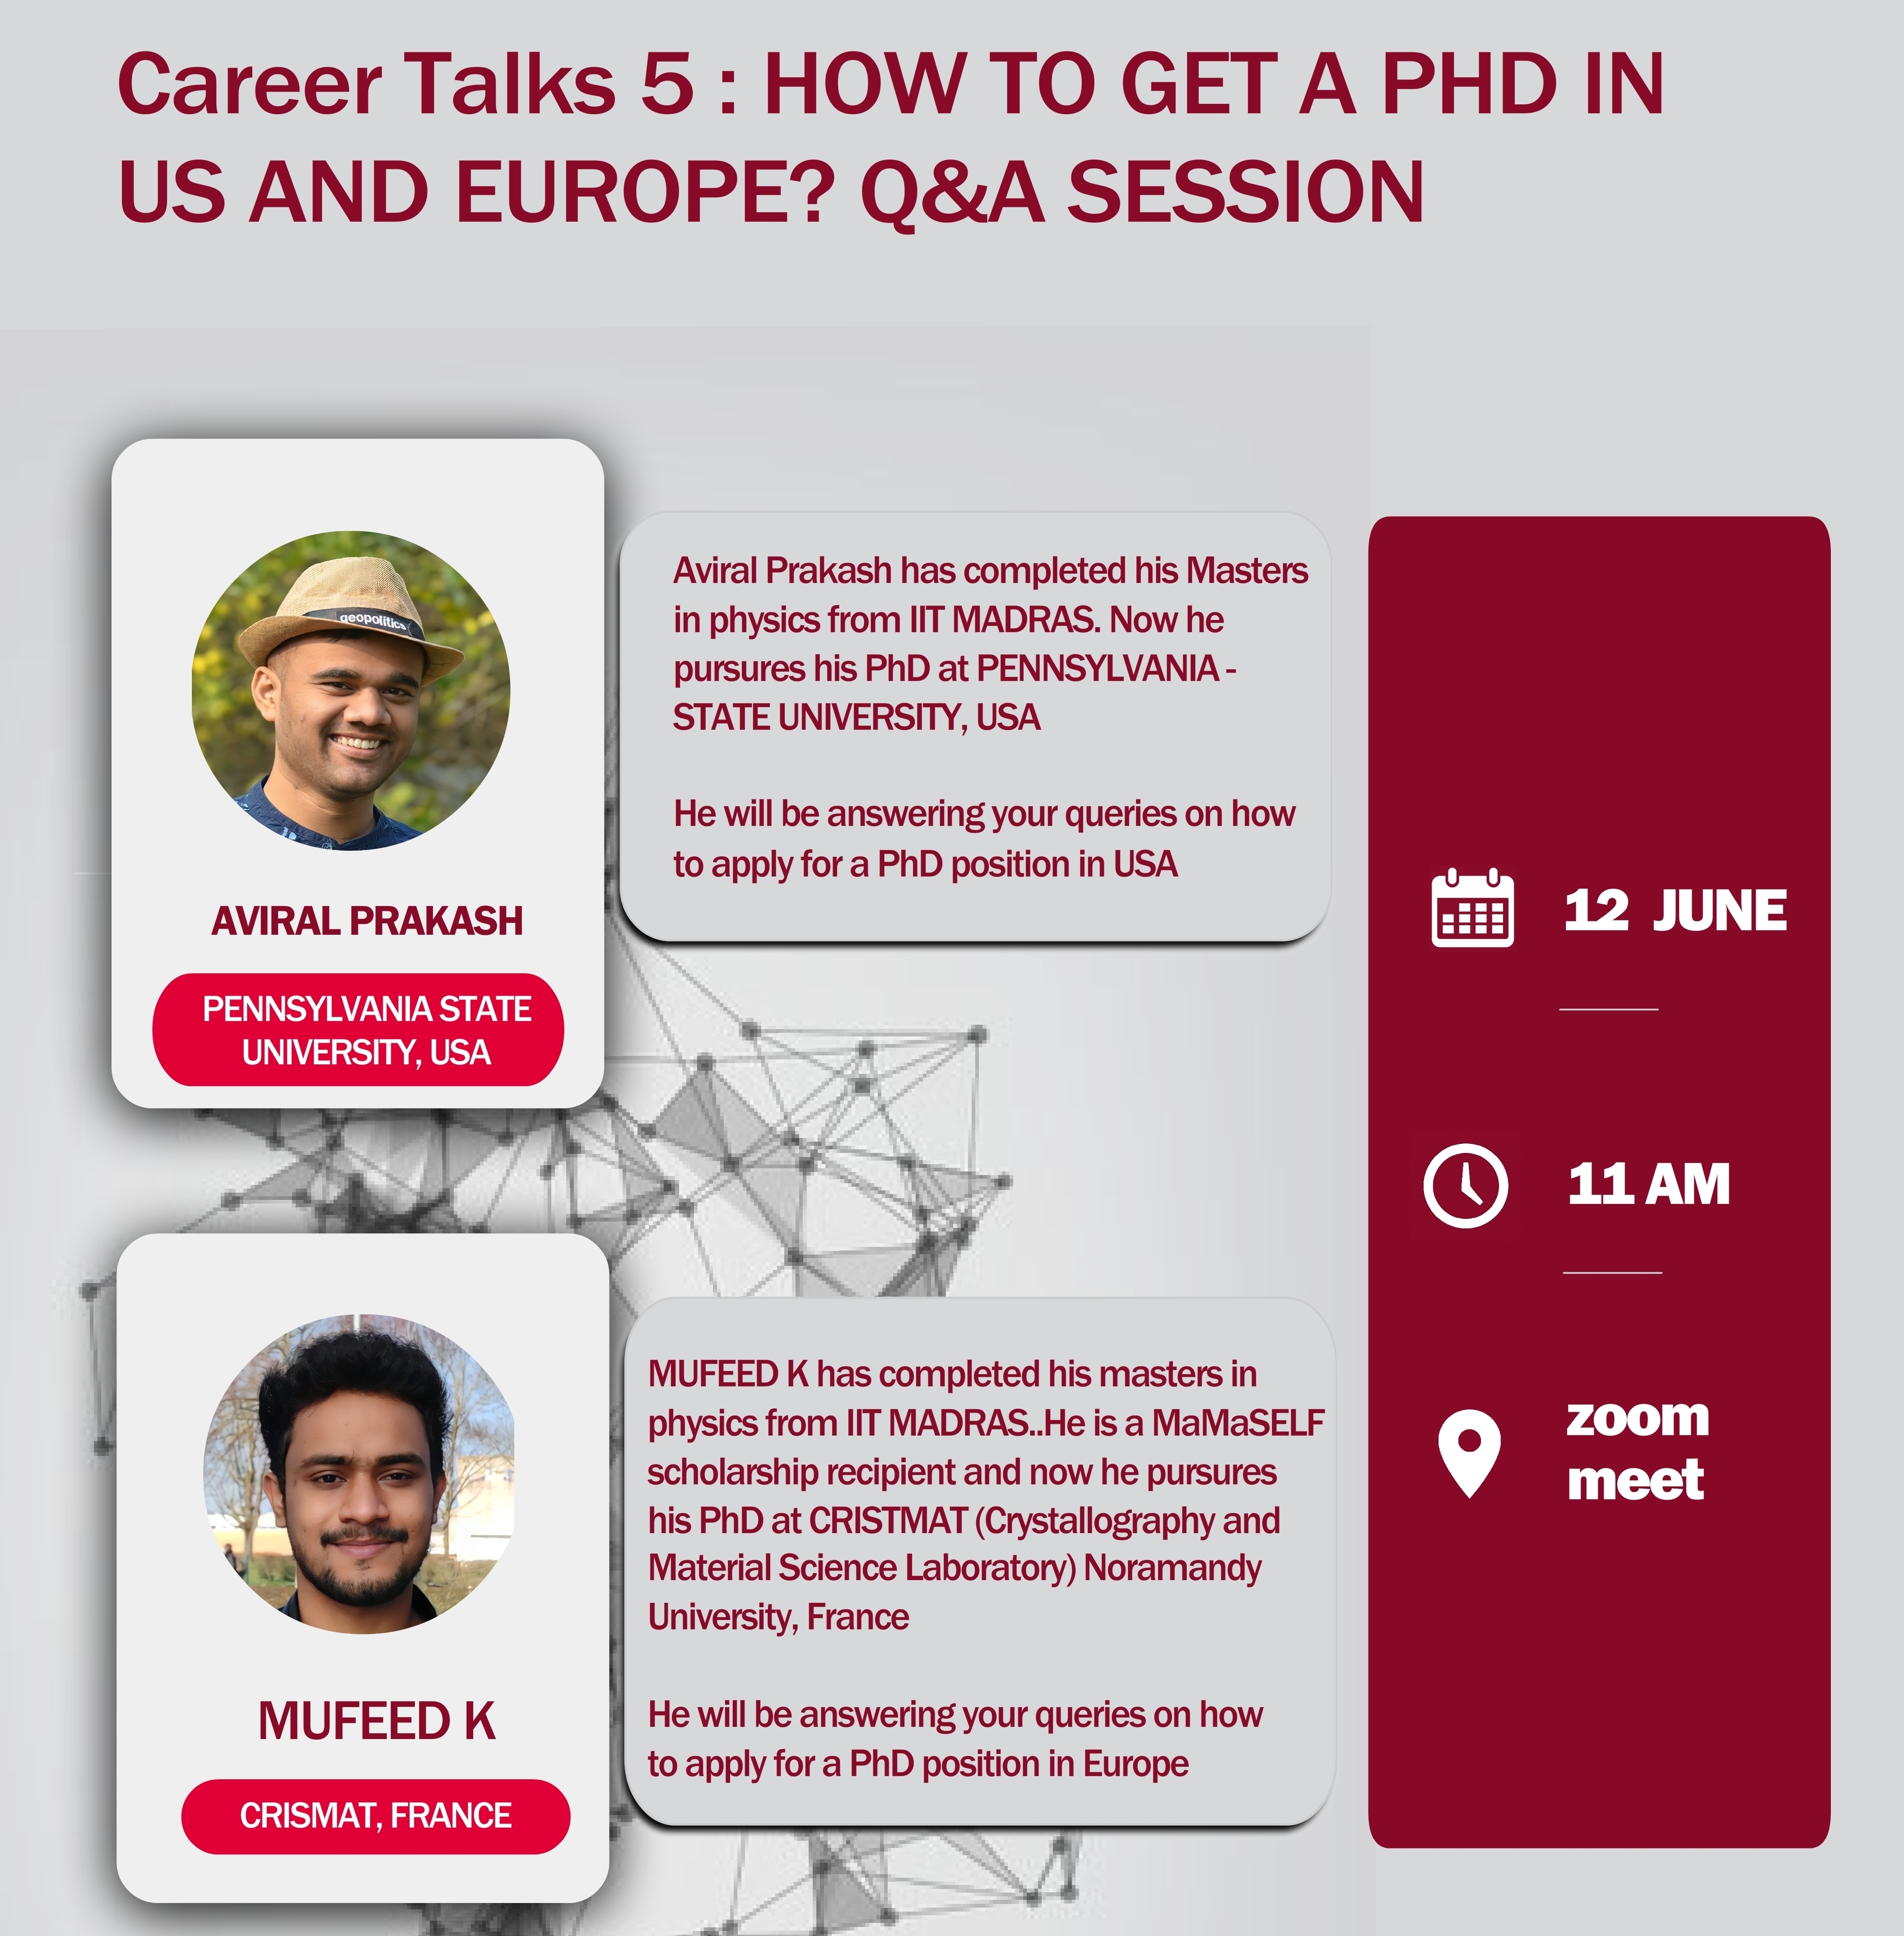 Career Talks 5 : HOW TO GET A PHD IN
US AND EUROPE? Q&A SESSION
geopolitics
AVIRAL PRAKASH
PENNSYLVANIA STATE
UNIVERSITY, USA
Aviral Prakash has completed his Masters
in physics from IIT MADRAS. Now he
pursures his PhD at PENNSYLVANIA -
STATE UNIVERSITY, USA
He will be answering your queries on how
to apply for a PhD position in USA
12 JUNE
11 AM
zoom
meet
MUFEED K
CRISMAT, FRANCE
MUFEED K has completed his masters in
physics from IIT MADRAS..He is a MaMaSELF
scholarship recipient and now he pursures
his PhD at CRISTMAT (Crystallography and
Material Science Laboratory) Noramandy
University, France
He will be answering your queries on how
to apply for a PhD position in Europe